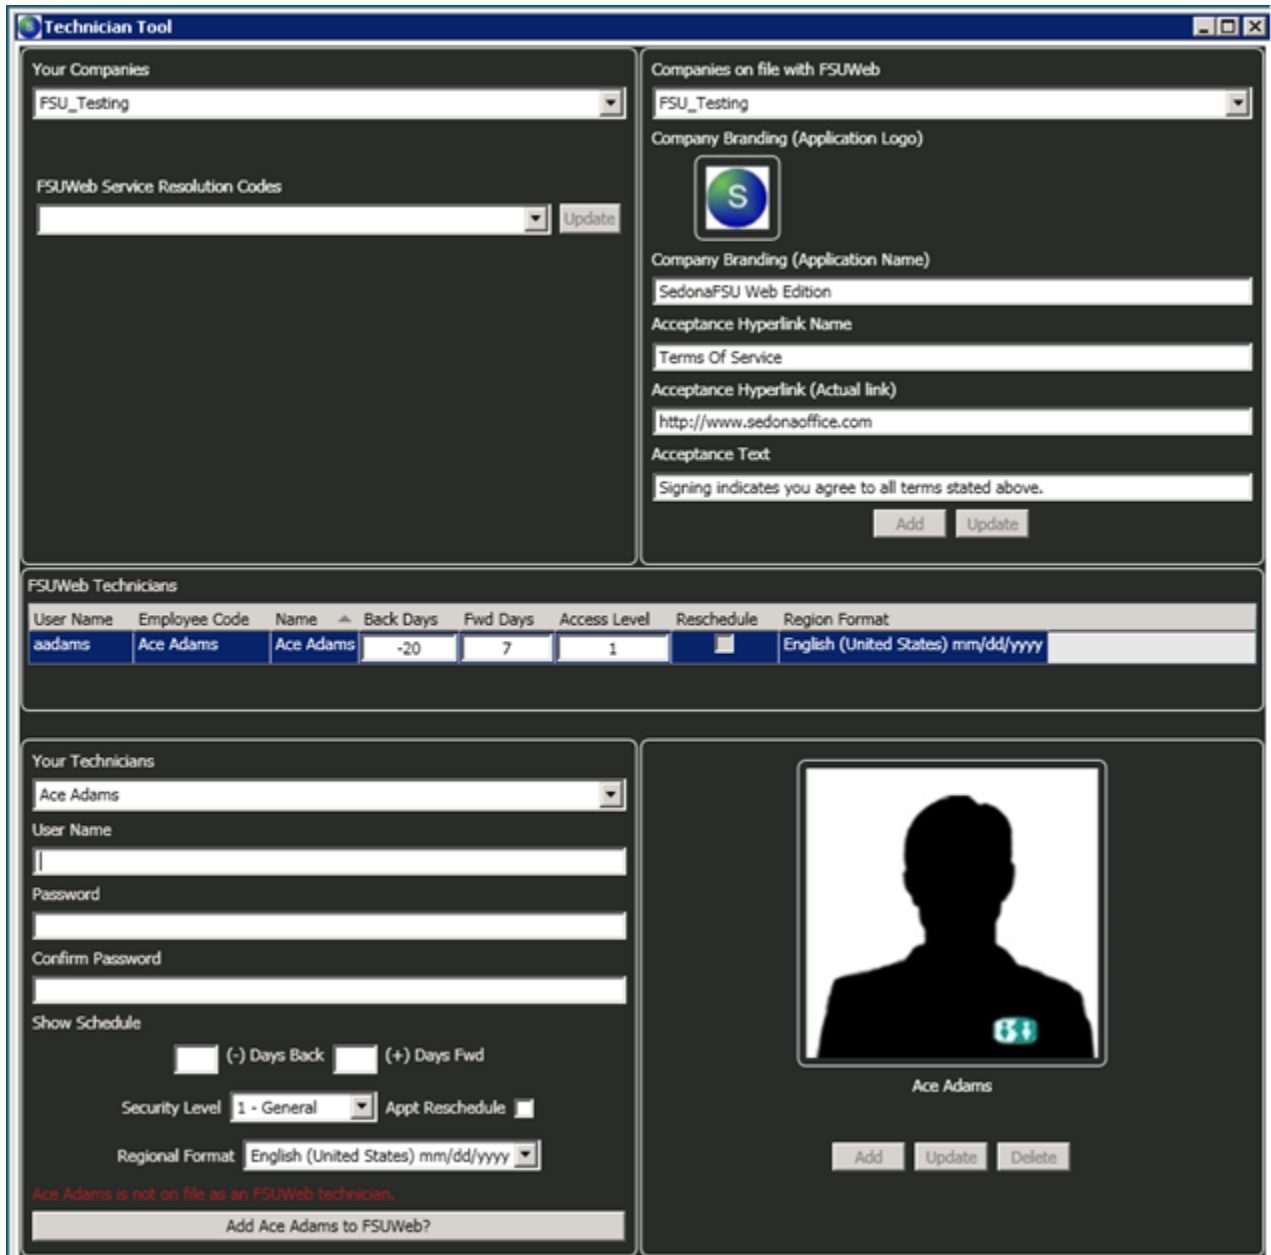 S Technician Tool
Your Companies
FSU_Testing
FSUWeb Service Resolution Codes
Update
Companies on file with FSUWeb
FSU_Testing
Company Branding (Application Logo)
S
Company Branding (Application Name)
SedonaFSU Web Edition
Acceptance Hyperlink Name
Terms Of Service
Acceptance Hyperlink (Actual link)
http://www.sedonaoffice.com
Acceptance Text
Signing indicates you agree to all terms stated above.
Add Update
FSUWeb Technicians
User Name Employee Code Name Back Days Fwd Days Access Level Reschedule Region Format
aadams Ace Adams Ace Adams -20 7 1 English (United States) mm/dd/yyyy
Your Technicians
Ace Adams
User Name
Password
Confirm Password
Show Schedule
(-) Days Back (+) Days Fwd
Security Level 1 - General Appt Reschedule
Regional Format English (United States) mm/dd/yyyy
Ace Adams is not on file as an FSUWeb technician.
Add Ace Adams to FSUWeb?
Ace Adams
Add Update Delete